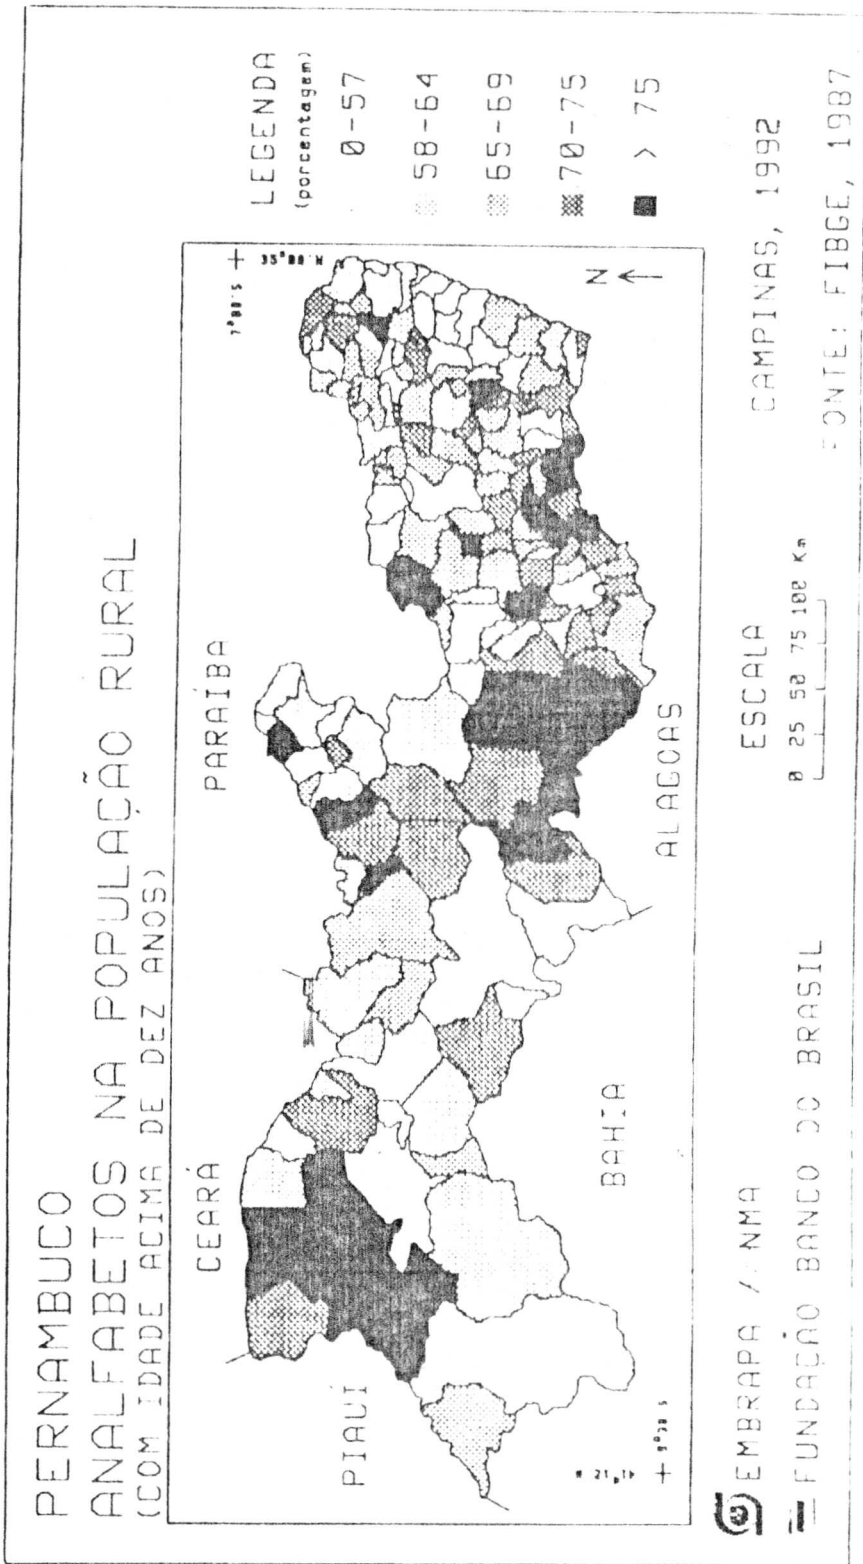 PERNAMBUCO
ANALFABETOS NA POPULAÇÃO RURAL
(COM IDADE ACIMA DE DEZ ANOS)
LEGENDA
(porcentagem)
0-57
58-64
65-69
70-75
> 75
CEARÁ
PARAÍBA
PIAUÍ
BAHIA
ALAGOAS
N
ESCALA
0 25 50 75 100 Km
EMBRAPA / NMA
CAMPINAS, 1992
FUNDAÇÃO BANCO DO BRASIL
FONTE: FIBGE, 1987